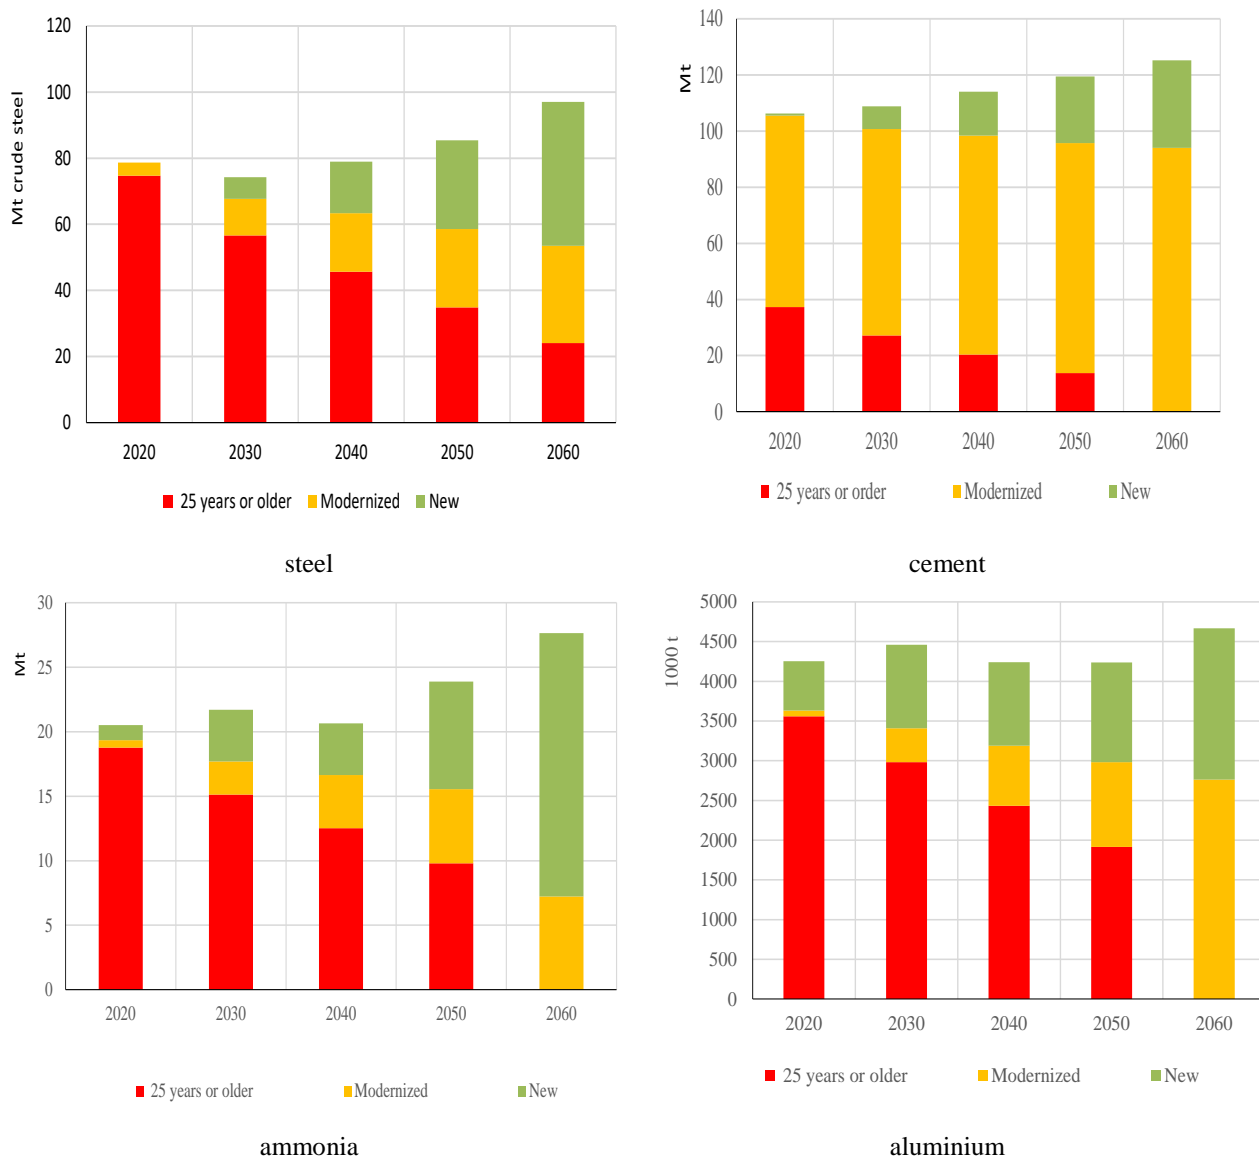 120
100
80
60
40
20
0
Mt crude steel
2020 2030 2040 2050 2060
25 years or older Modernized New
steel
140
120
100
80
60
40
20
0
Mt
2020 2030 2040 2050 2060
25 years or order Modernized New
cement
30
25
20
15
10
5
0
Mt
2020 2030 2040 2050 2060
25 years or older Modernized New
ammonia
5000
4500
4000
3500
3000
2500
2000
1500
1000
500
0
1000 t
2020 2030 2040 2050 2060
25 years or older Modernized New
aluminium